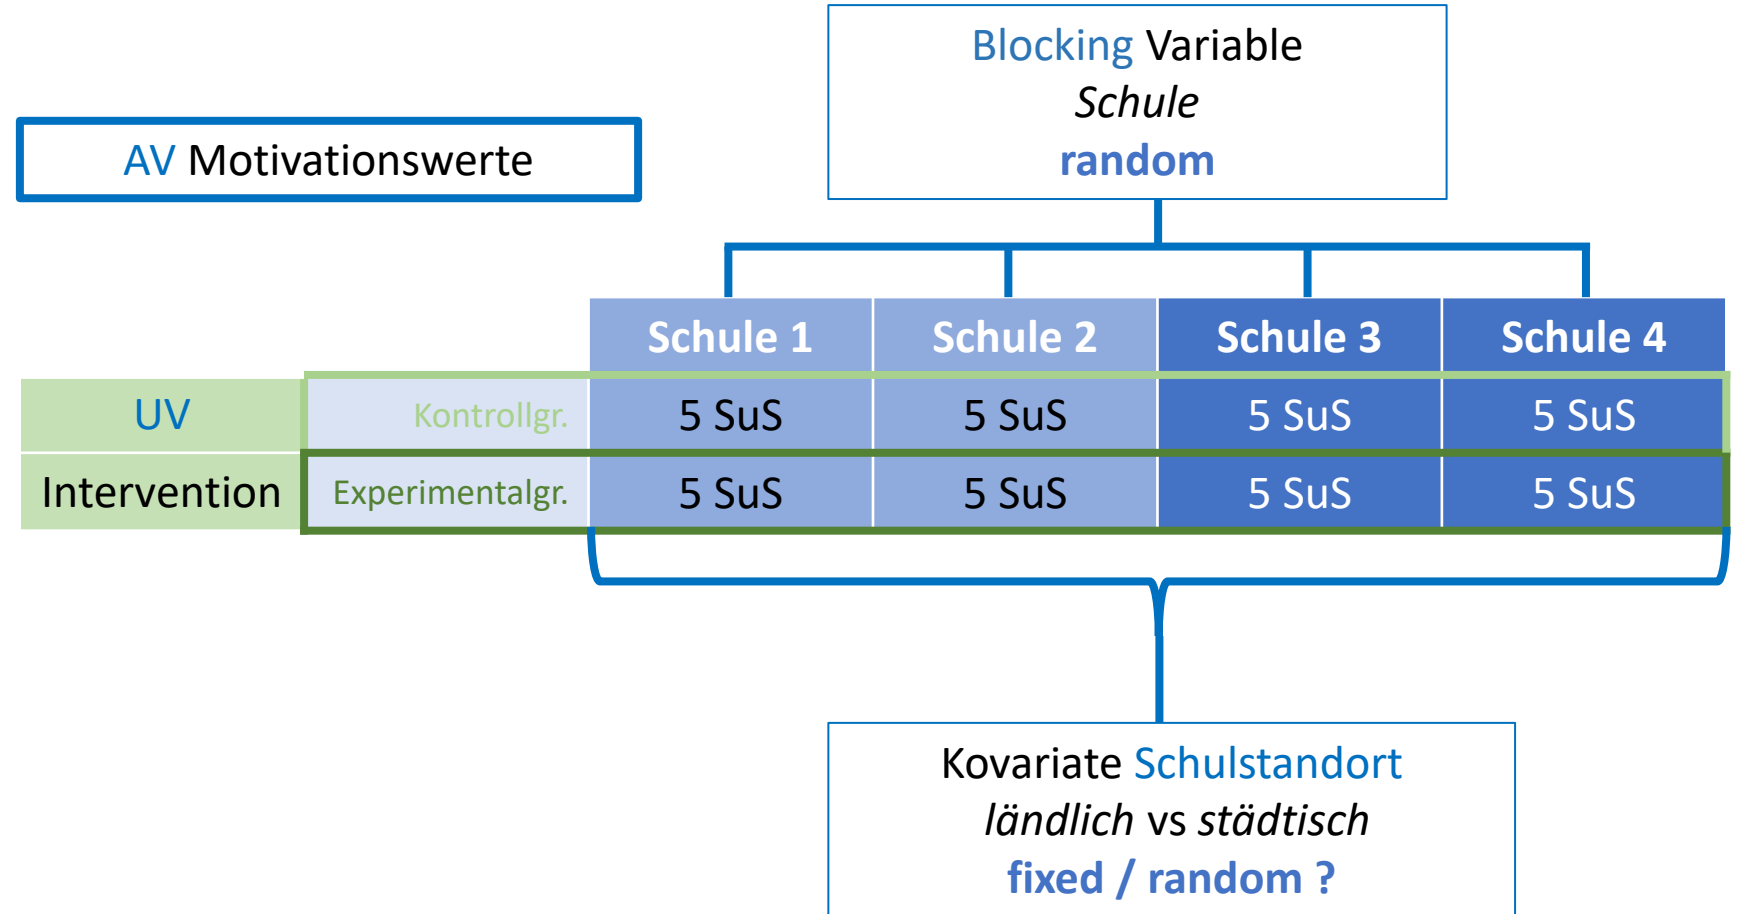 Blocking Variable
Schule
random
AV Motivationswerte
Schule 1 Schule 2 Schule 3 Schule 4
UV Kontrollgr. 5 SuS 5 SuS 5 SuS 5 SuS
Intervention Experimentalgr. 5 SuS 5 SuS 5 SuS 5 SuS
Kovariate Schulstandort
ländlich vs städtisch
fixed / random ?